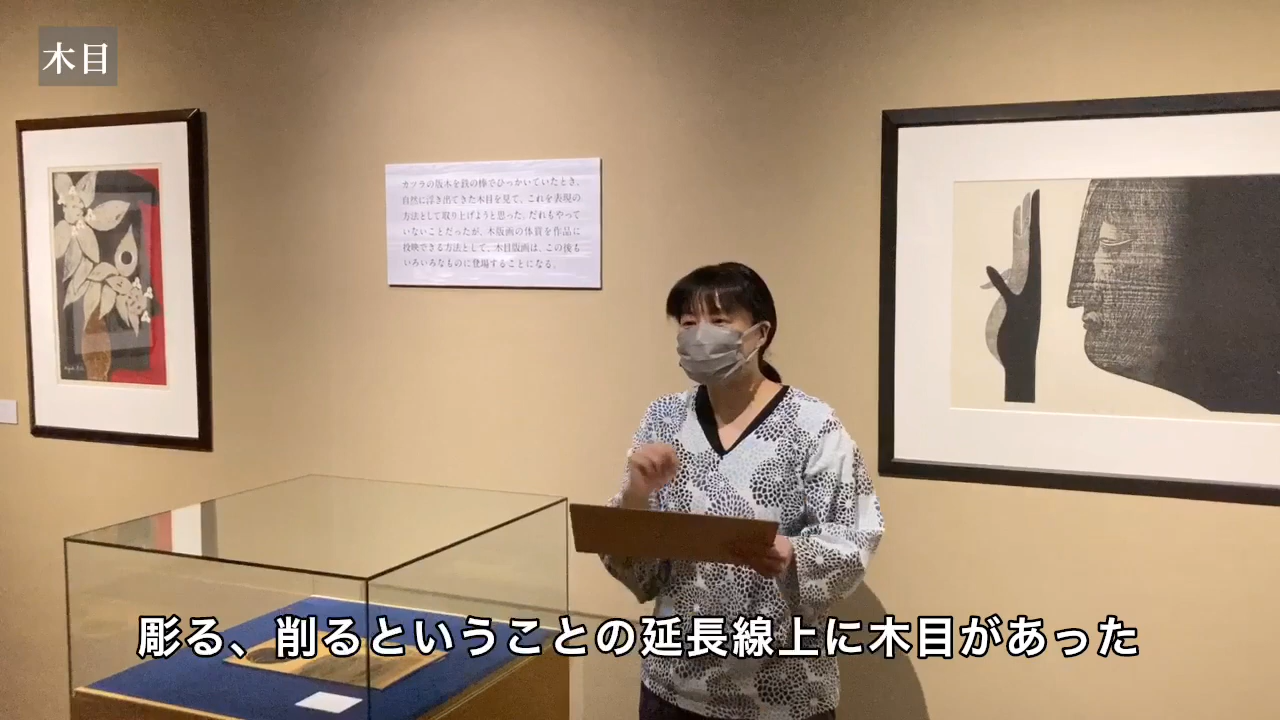 木目
カツラの版木を鉄の棒でひっかいていたとき、
自然に浮き出てきた木目を見て、これを表現の
方法として取り上げようと思った。だれもやって
いないことだったが、木版画の体質を作品に
投映できる方法として、木目版画は、この後も
いろいろなものに登場することになる。
彫る、削るということの延長線上に木目があった